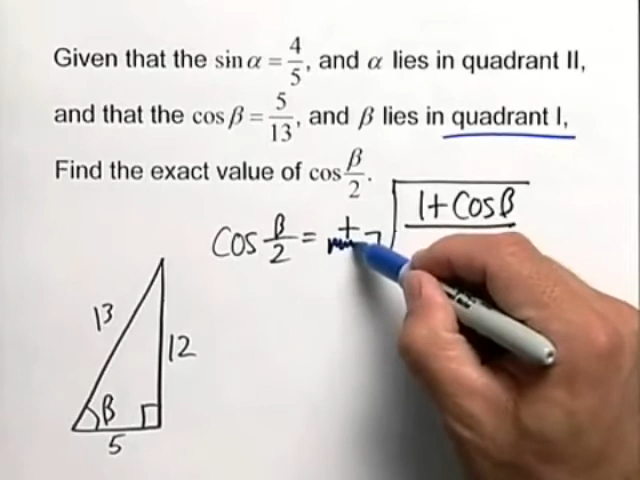 Given that the sin α = 4/5, and α lies in quadrant II,
and that the cos β = 5/13, and β lies in quadrant I,
Find the exact value of cos β/2.
cos β/2 = + √ 1 + cos β
13
12
β
5